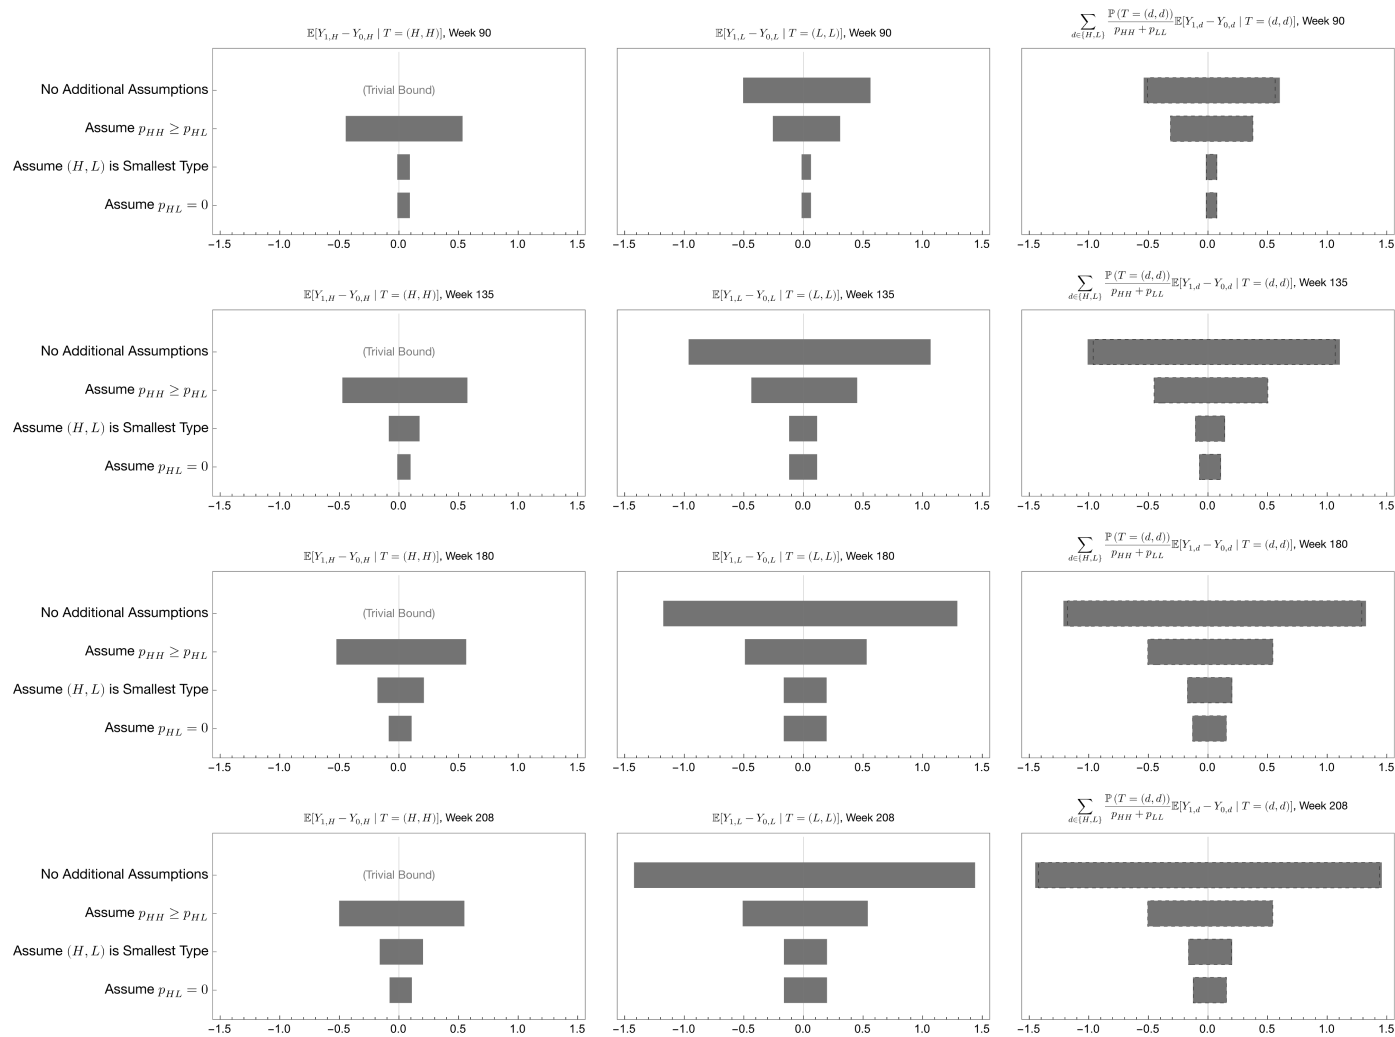 𝔼[Y_{1,H} − Y_{0,H} | T = (H, H)], Week 90
𝔼[Y_{1,L} − Y_{0,L} | T = (L, L)], Week 90
∑_{d∈{H,L}} ℙ(T = (d, d))/(p_{HH} + p_{LL}) 𝔼[Y_{1,d} − Y_{0,d} | T = (d, d)], Week 90
No Additional Assumptions
(Trivial Bound)
Assume p_{HH} ≥ p_{HL}
Assume (H, L) is Smallest Type
Assume p_{HL} = 0
−1.5 −1.0 −0.5 0.0 0.5 1.0 1.5
−1.5 −1.0 −0.5 0.0 0.5 1.0 1.5
−1.5 −1.0 −0.5 0.0 0.5 1.0 1.5
𝔼[Y_{1,H} − Y_{0,H} | T = (H, H)], Week 135
𝔼[Y_{1,L} − Y_{0,L} | T = (L, L)], Week 135
∑_{d∈{H,L}} ℙ(T = (d, d))/(p_{HH} + p_{LL}) 𝔼[Y_{1,d} − Y_{0,d} | T = (d, d)], Week 135
No Additional Assumptions
(Trivial Bound)
Assume p_{HH} ≥ p_{HL}
Assume (H, L) is Smallest Type
Assume p_{HL} = 0
−1.5 −1.0 −0.5 0.0 0.5 1.0 1.5
−1.5 −1.0 −0.5 0.0 0.5 1.0 1.5
−1.5 −1.0 −0.5 0.0 0.5 1.0 1.5
𝔼[Y_{1,H} − Y_{0,H} | T = (H, H)], Week 180
𝔼[Y_{1,L} − Y_{0,L} | T = (L, L)], Week 180
∑_{d∈{H,L}} ℙ(T = (d, d))/(p_{HH} + p_{LL}) 𝔼[Y_{1,d} − Y_{0,d} | T = (d, d)], Week 180
No Additional Assumptions
(Trivial Bound)
Assume p_{HH} ≥ p_{HL}
Assume (H, L) is Smallest Type
Assume p_{HL} = 0
−1.5 −1.0 −0.5 0.0 0.5 1.0 1.5
−1.5 −1.0 −0.5 0.0 0.5 1.0 1.5
−1.5 −1.0 −0.5 0.0 0.5 1.0 1.5
𝔼[Y_{1,H} − Y_{0,H} | T = (H, H)], Week 208
𝔼[Y_{1,L} − Y_{0,L} | T = (L, L)], Week 208
∑_{d∈{H,L}} ℙ(T = (d, d))/(p_{HH} + p_{LL}) 𝔼[Y_{1,d} − Y_{0,d} | T = (d, d)], Week 208
No Additional Assumptions
(Trivial Bound)
Assume p_{HH} ≥ p_{HL}
Assume (H, L) is Smallest Type
Assume p_{HL} = 0
−1.5 −1.0 −0.5 0.0 0.5 1.0 1.5
−1.5 −1.0 −0.5 0.0 0.5 1.0 1.5
−1.5 −1.0 −0.5 0.0 0.5 1.0 1.5